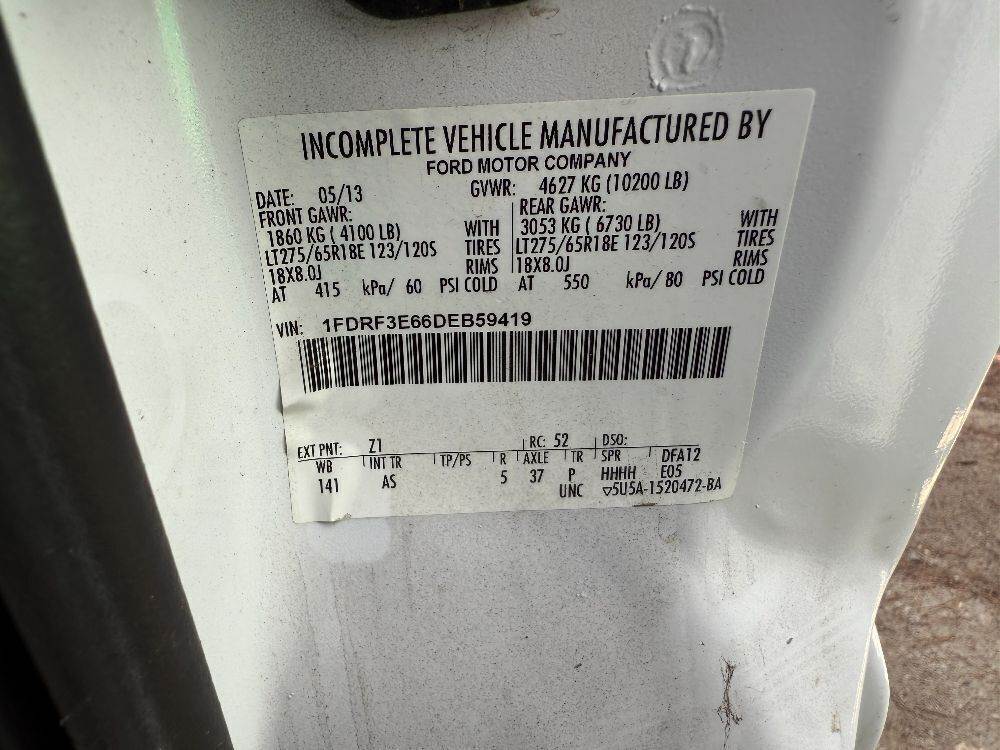 INCOMPLETE VEHICLE MANUFACTURED BY
FORD MOTOR COMPANY
DATE: 05/13 GVWR: 4627 KG (10200 LB)
FRONT GAWR: REAR GAWR:
1860 KG ( 4100 LB) WITH 3053 KG ( 6730 LB) WITH
LT275/65R18E 123/120S TIRES LT275/65R18E 123/120S TIRES
18X8.0J RIMS 18X8.0J RIMS
AT 415 kPa/ 60 PSI COLD AT 550 kPa/ 80 PSI COLD
VIN: 1FDRF3E66DEB59419
EXT PNT: Z1 RC: 52 DSO:
WB INT TR TP/PS R AXLE TR SPR DFA12
141 AS 5 37 P HHHH E05
UNC ▽5U5A-1520472-BA